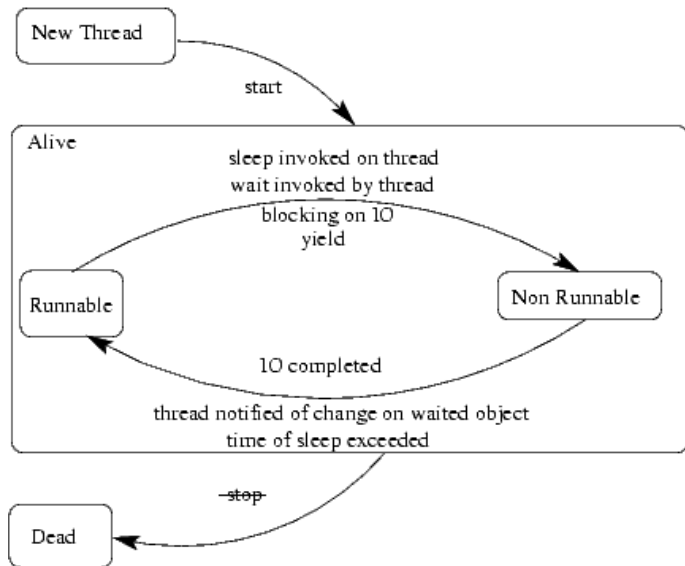 New Thread
start
Alive
sleep invoked on thread
wait invoked by thread
blocking on IO
yield
Runnable
Non Runnable
IO completed
thread notified of change on waited object
time of sleep exceeded
stop
Dead